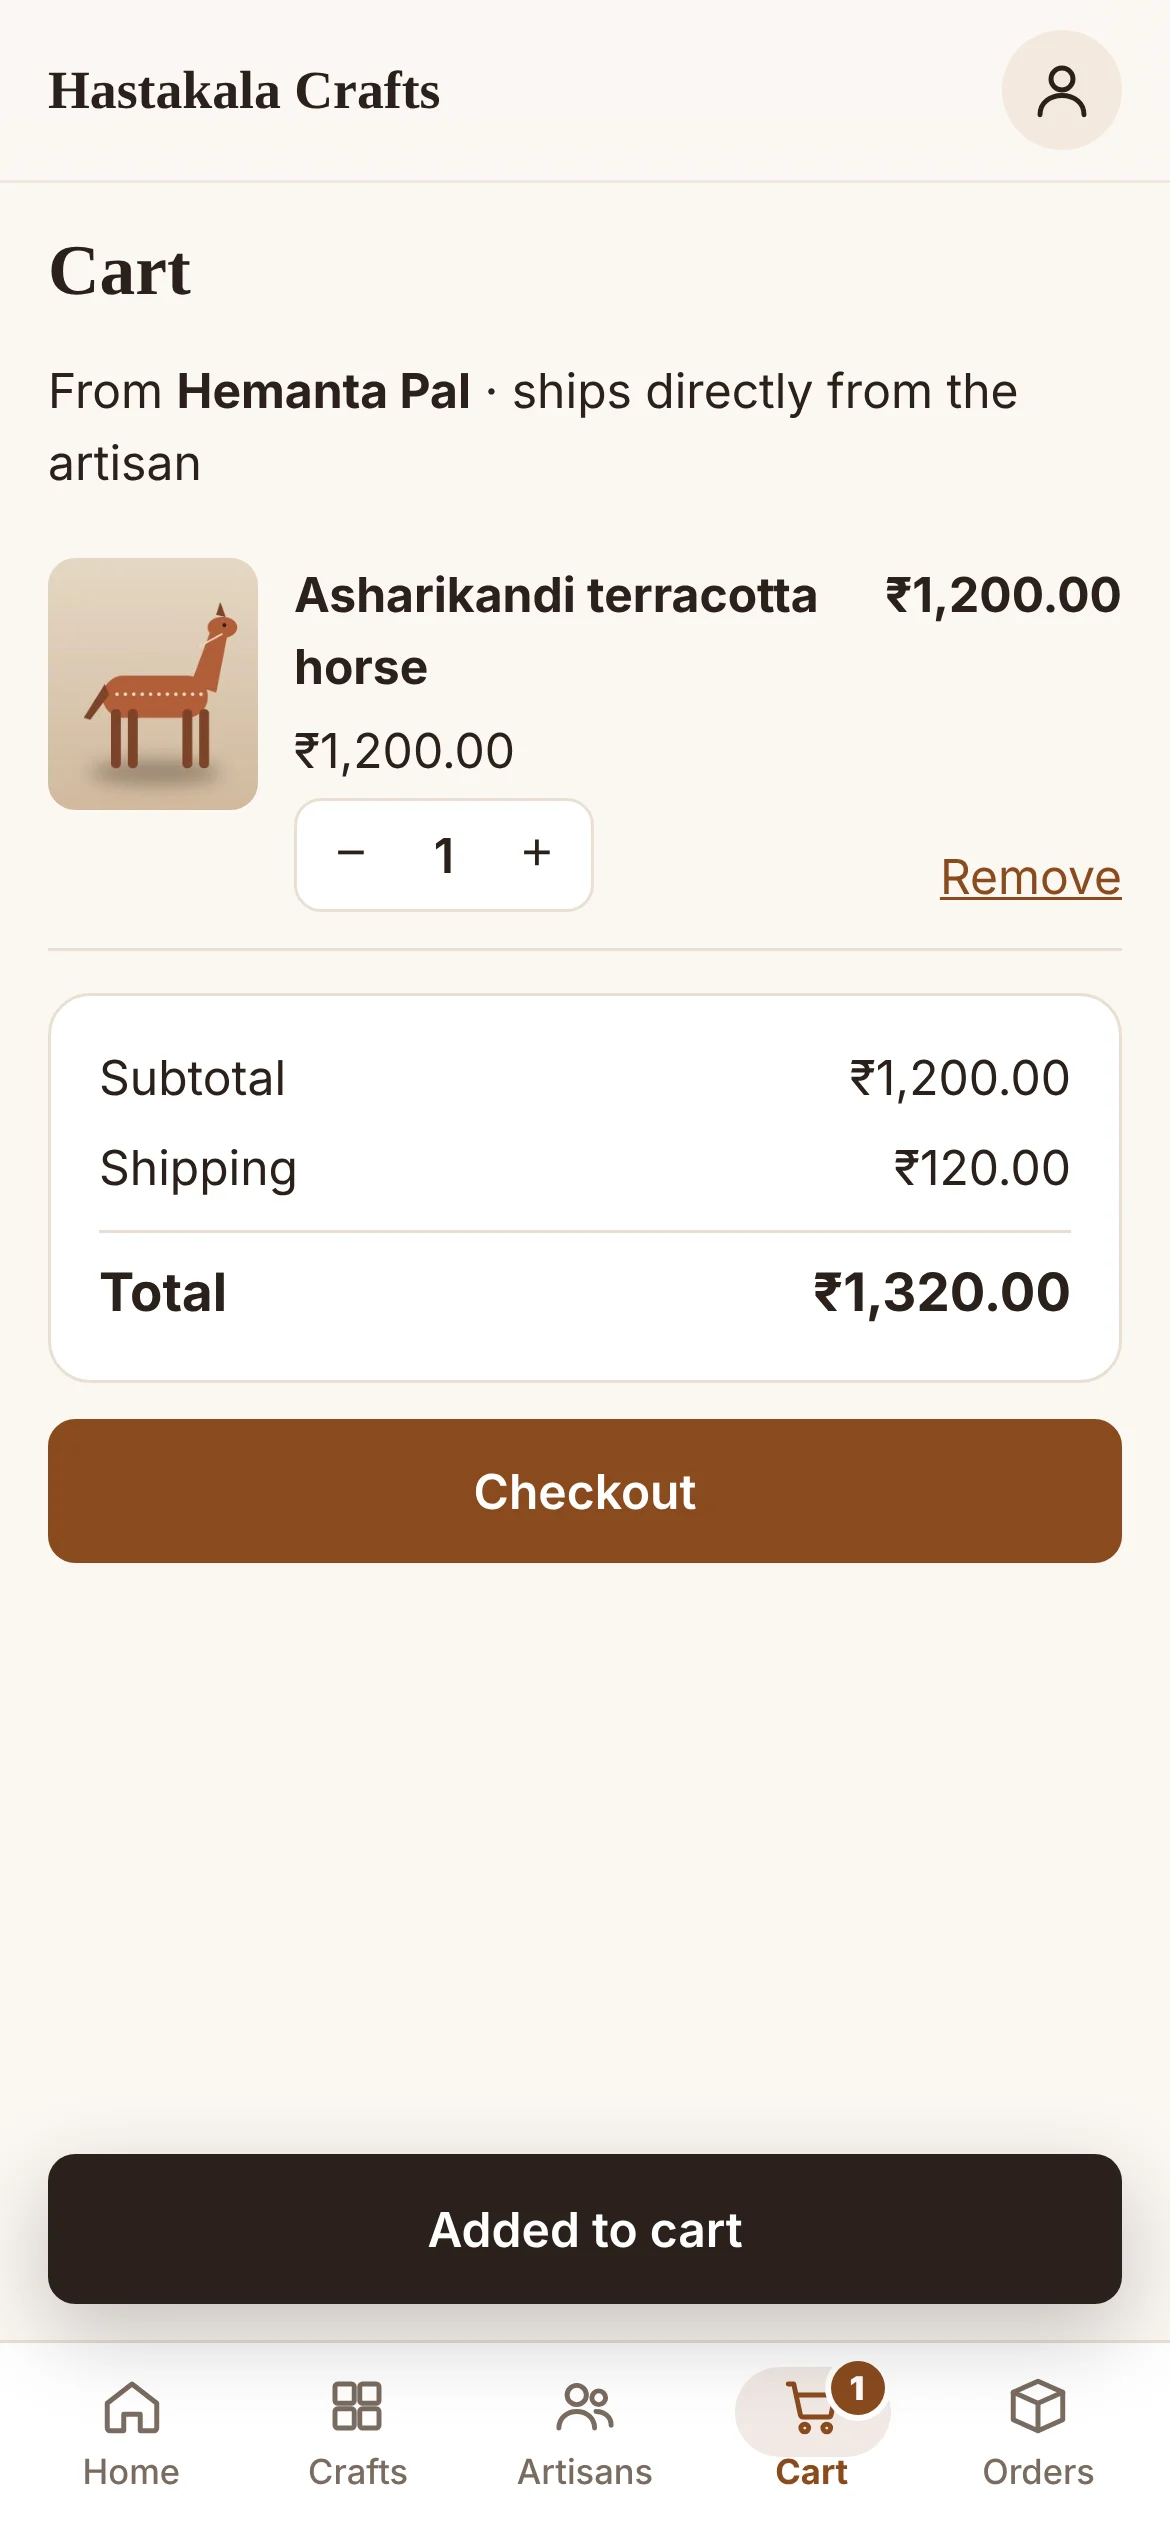 Hastakala Crafts
Cart
From Hemanta Pal · ships directly from the
artisan
Asharikandi terracotta ₹1,200.00
horse
₹1,200.00
− 1 +
Remove
Subtotal ₹1,200.00
Shipping ₹120.00
Total ₹1,320.00
Checkout
Added to cart
1
Home Crafts Artisans Cart Orders